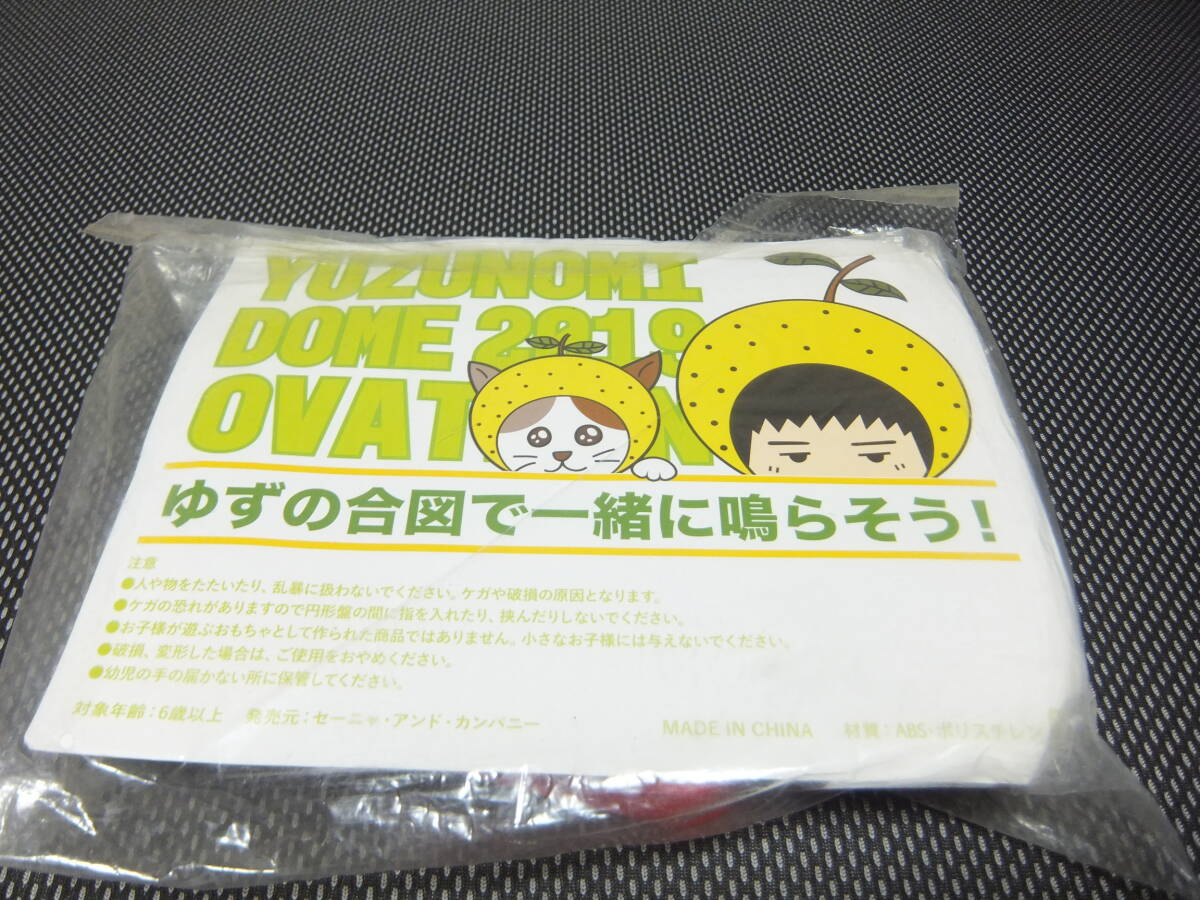 YUZUNOMI
DOME 2019
OVAT N
ゆずの合図で一緒に鳴らそう!
注意
●人や物をたたいたり、乱暴に扱わないでください。ケガや破損の原因となります。
●ケガの恐れがありますので円形盤の間に指を入れたり、挟んだりしないでください。
●お子様が遊ぶおもちゃとして作られた商品ではありません。小さなお子様には与えないでください。
●破損、変形した場合は、ご使用をおやめください。
●幼児の手の届かない所に保管してください。
対象年齢:6歳以上 発売元:セーニャ・アンド・カンパニー MADE IN CHINA 材質:ABS・ポリスチレン